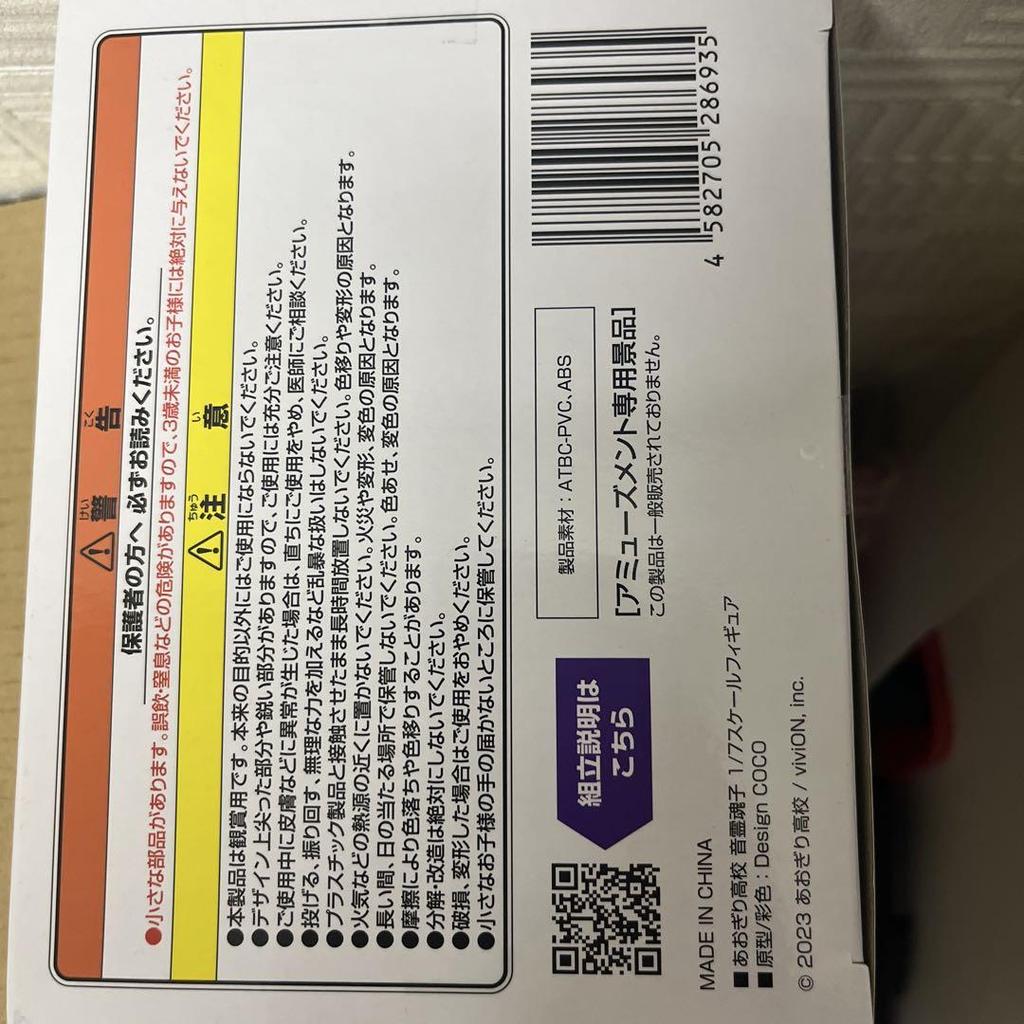 ⚠警告
けい こく
保護者の方へ 必ずお読みください。
●小さな部品があります。誤飲・窒息などの危険がありますので、3歳未満のお子様には絶対に与えないでください。
⚠注意
ちゅう い
●本製品は観賞用です。本来の目的以外にはご使用にならないでください。
●デザイン上尖った部分や鋭い部分がありますので、ご使用には充分ご注意ください。
●ご使用中に皮膚などに異常が生じた場合は、直ちにご使用をやめ、医師にご相談ください。
●投げる、振り回す、無理な力を加えるなど乱暴な扱いはしないでください。
●プラスチック製品と接触させたまま長時間放置しないでください。色移りや変形の原因となります。
●火気などの熱源の近くに置かないでください。火災や変形、変色の原因となります。
●長い間、日の当たる場所で保管しないでください。色あせ、変色の原因となります。
●摩擦により色落ちや色移りすることがあります。
●分解・改造は絶対にしないでください。
●破損、変形した場合はご使用をおやめください。
●小さなお子様の手の届かないところに保管してください。
組立説明は
こちら
製品素材：ATBC-PVC、ABS
[アミューズメント専用景品]
この製品は一般販売されておりません。
4 582705 286935
MADE IN CHINA
■あおぎり高校 音霊魂子 1/7スケールフィギュア
■原型/彩色：Design COCO
© 2023 あおぎり高校 / viviON, inc.